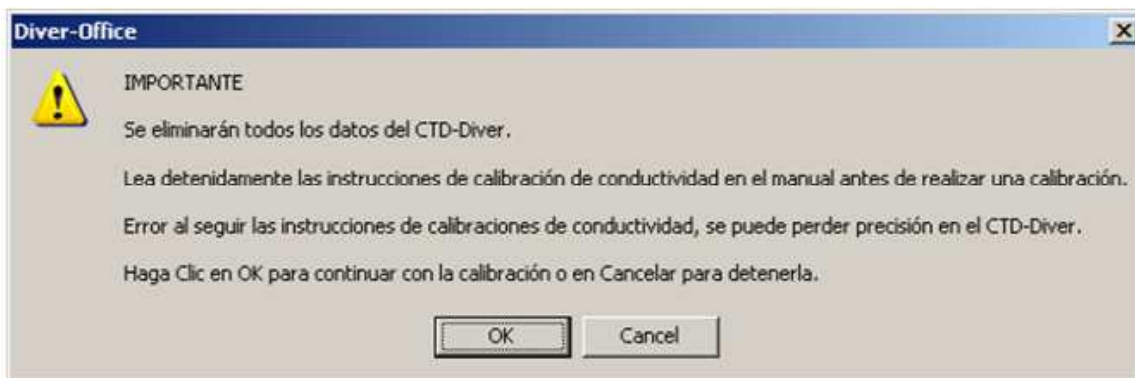 Diver-Office
IMPORTANTE
Se eliminarán todos los datos del CTD-Diver.
Lea detenidamente las instrucciones de calibración de conductividad en el manual antes de realizar una calibración.
Error al seguir las instrucciones de calibraciones de conductividad, se puede perder precisión en el CTD-Diver.
Haga Clic en OK para continuar con la calibración o en Cancelar para detenerla.
OK
Cancel